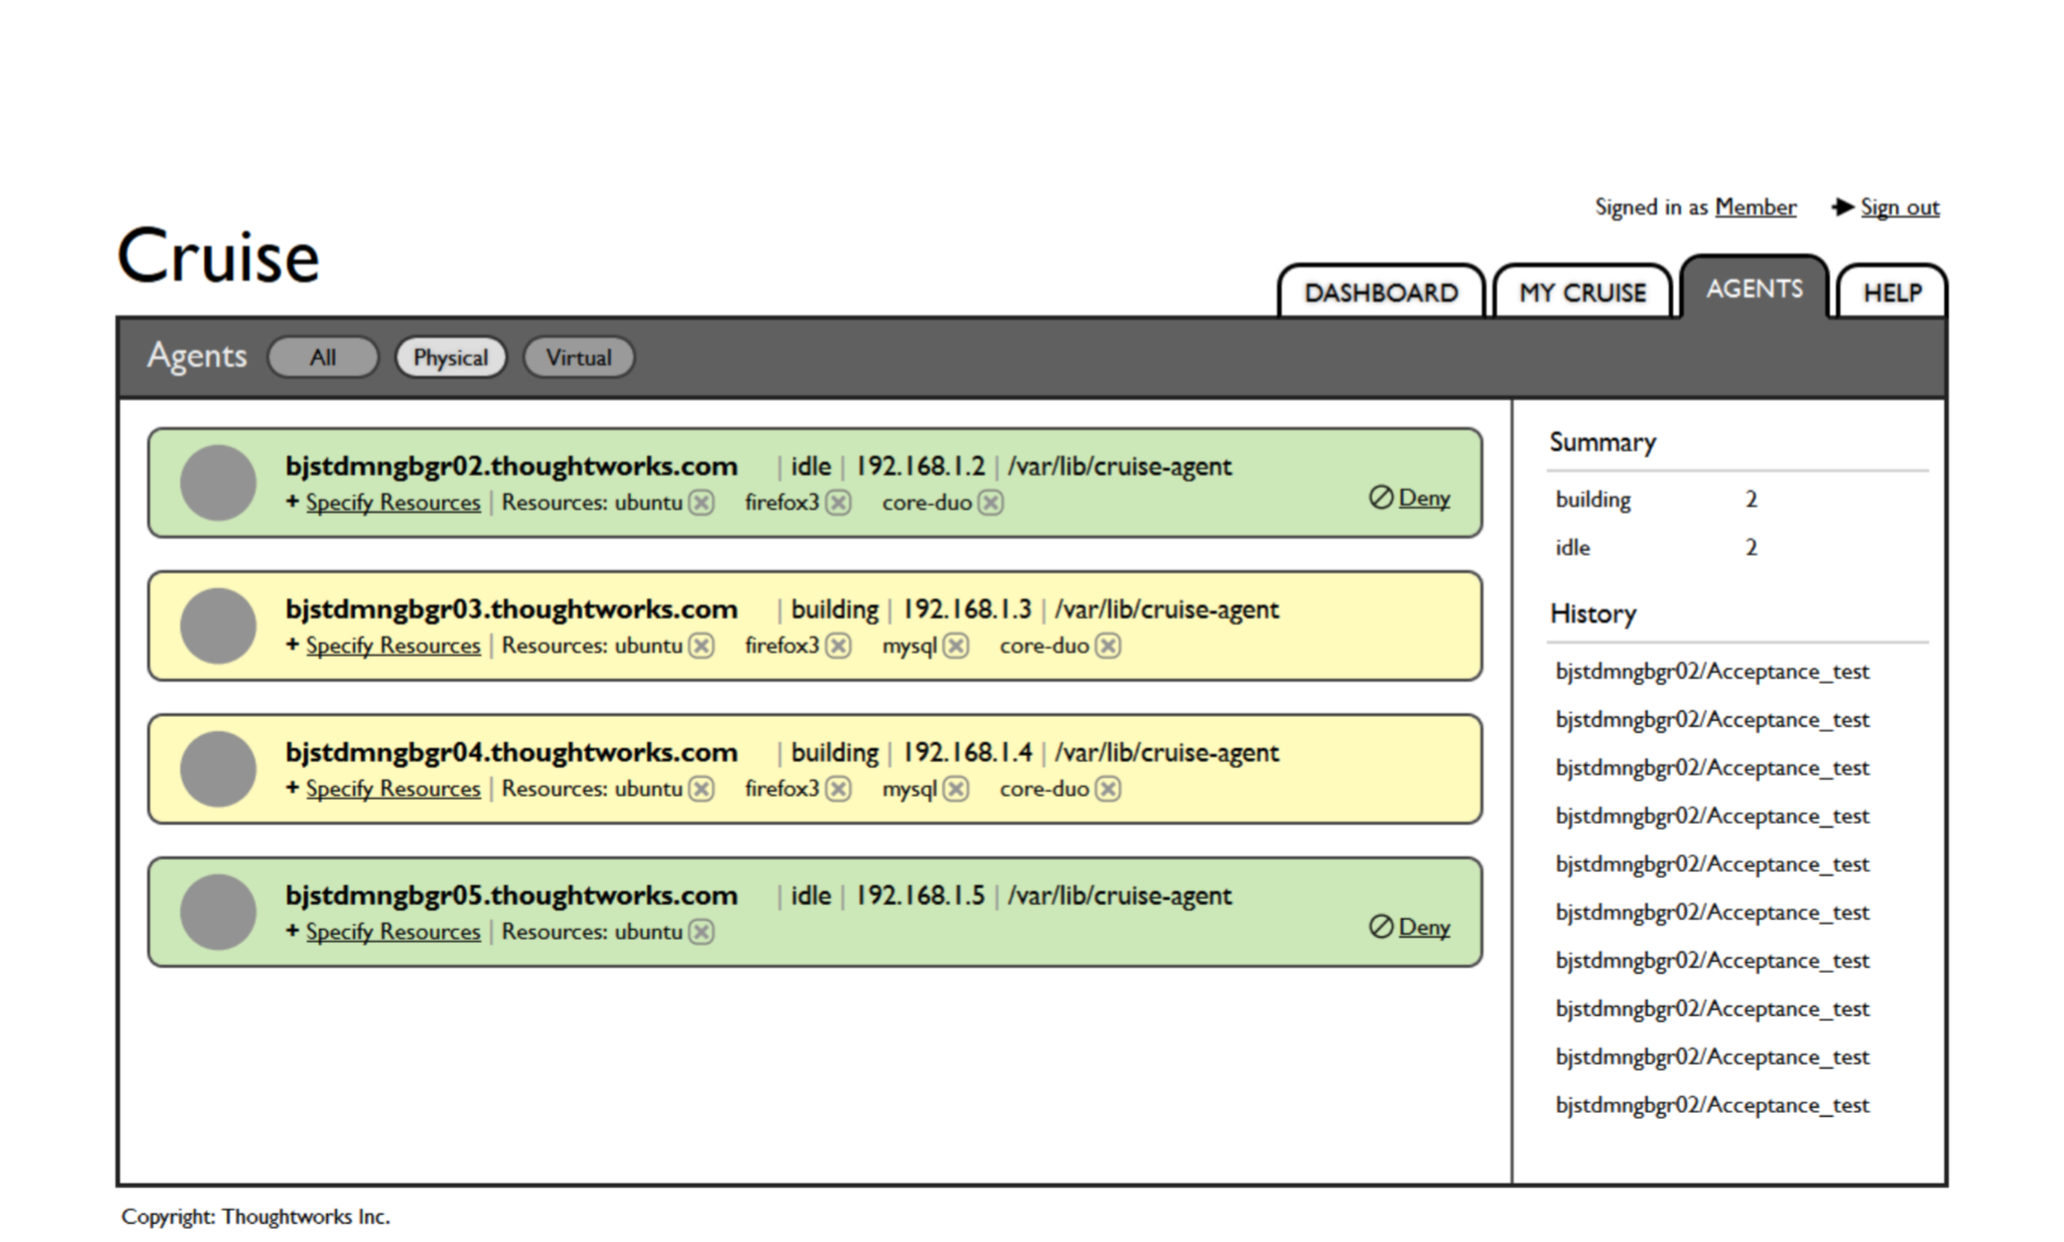 Signed in as Member Sign out
Cruise
DASHBOARD MY CRUISE AGENTS HELP
Agents All Physical Virtual
bjstdmngbgr02.thoughtworks.com | idle | 192.168.1.2 | /var/lib/cruise-agent
+ Specify Resources | Resources: ubuntu firefox3 core-duo
Deny
bjstdmngbgr03.thoughtworks.com | building | 192.168.1.3 | /var/lib/cruise-agent
+ Specify Resources | Resources: ubuntu firefox3 mysql core-duo
bjstdmngbgr04.thoughtworks.com | building | 192.168.1.4 | /var/lib/cruise-agent
+ Specify Resources | Resources: ubuntu firefox3 mysql core-duo
bjstdmngbgr05.thoughtworks.com | idle | 192.168.1.5 | /var/lib/cruise-agent
+ Specify Resources | Resources: ubuntu
Deny
Summary
building 2
idle 2
History
bjstdmngbgr02/Acceptance_test
bjstdmngbgr02/Acceptance_test
bjstdmngbgr02/Acceptance_test
bjstdmngbgr02/Acceptance_test
bjstdmngbgr02/Acceptance_test
bjstdmngbgr02/Acceptance_test
bjstdmngbgr02/Acceptance_test
bjstdmngbgr02/Acceptance_test
bjstdmngbgr02/Acceptance_test
bjstdmngbgr02/Acceptance_test
Copyright: Thoughtworks Inc.